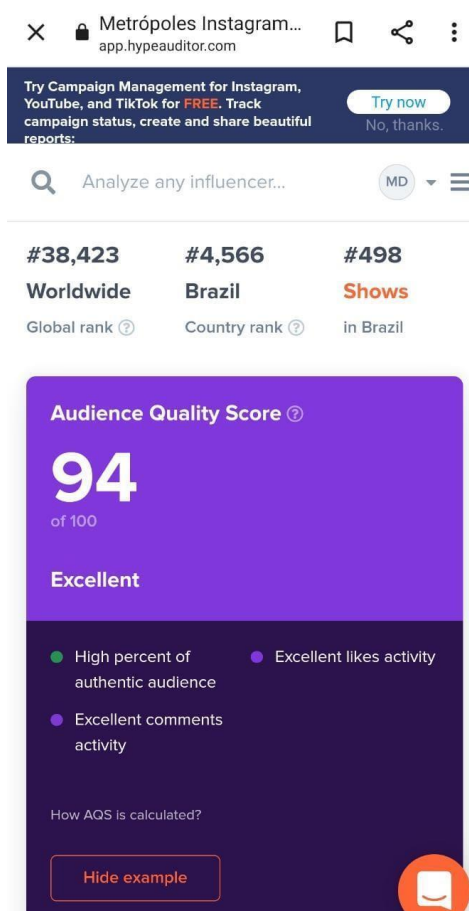 Metrópoles Instagram...
app.hypeauditor.com
Try Campaign Management for Instagram,
YouTube, and TikTok for FREE. Track
campaign status, create and share beautiful
reports:
Try now
No, thanks.
Analyze any influencer...
MD
#38,423
Worldwide
Global rank ?
#4,566
Brazil
Country rank ?
#498
Shows
in Brazil
Audience Quality Score ?
94
of 100
Excellent
High percent of
authentic audience
Excellent likes activity
Excellent comments
activity
How AQS is calculated?
Hide example